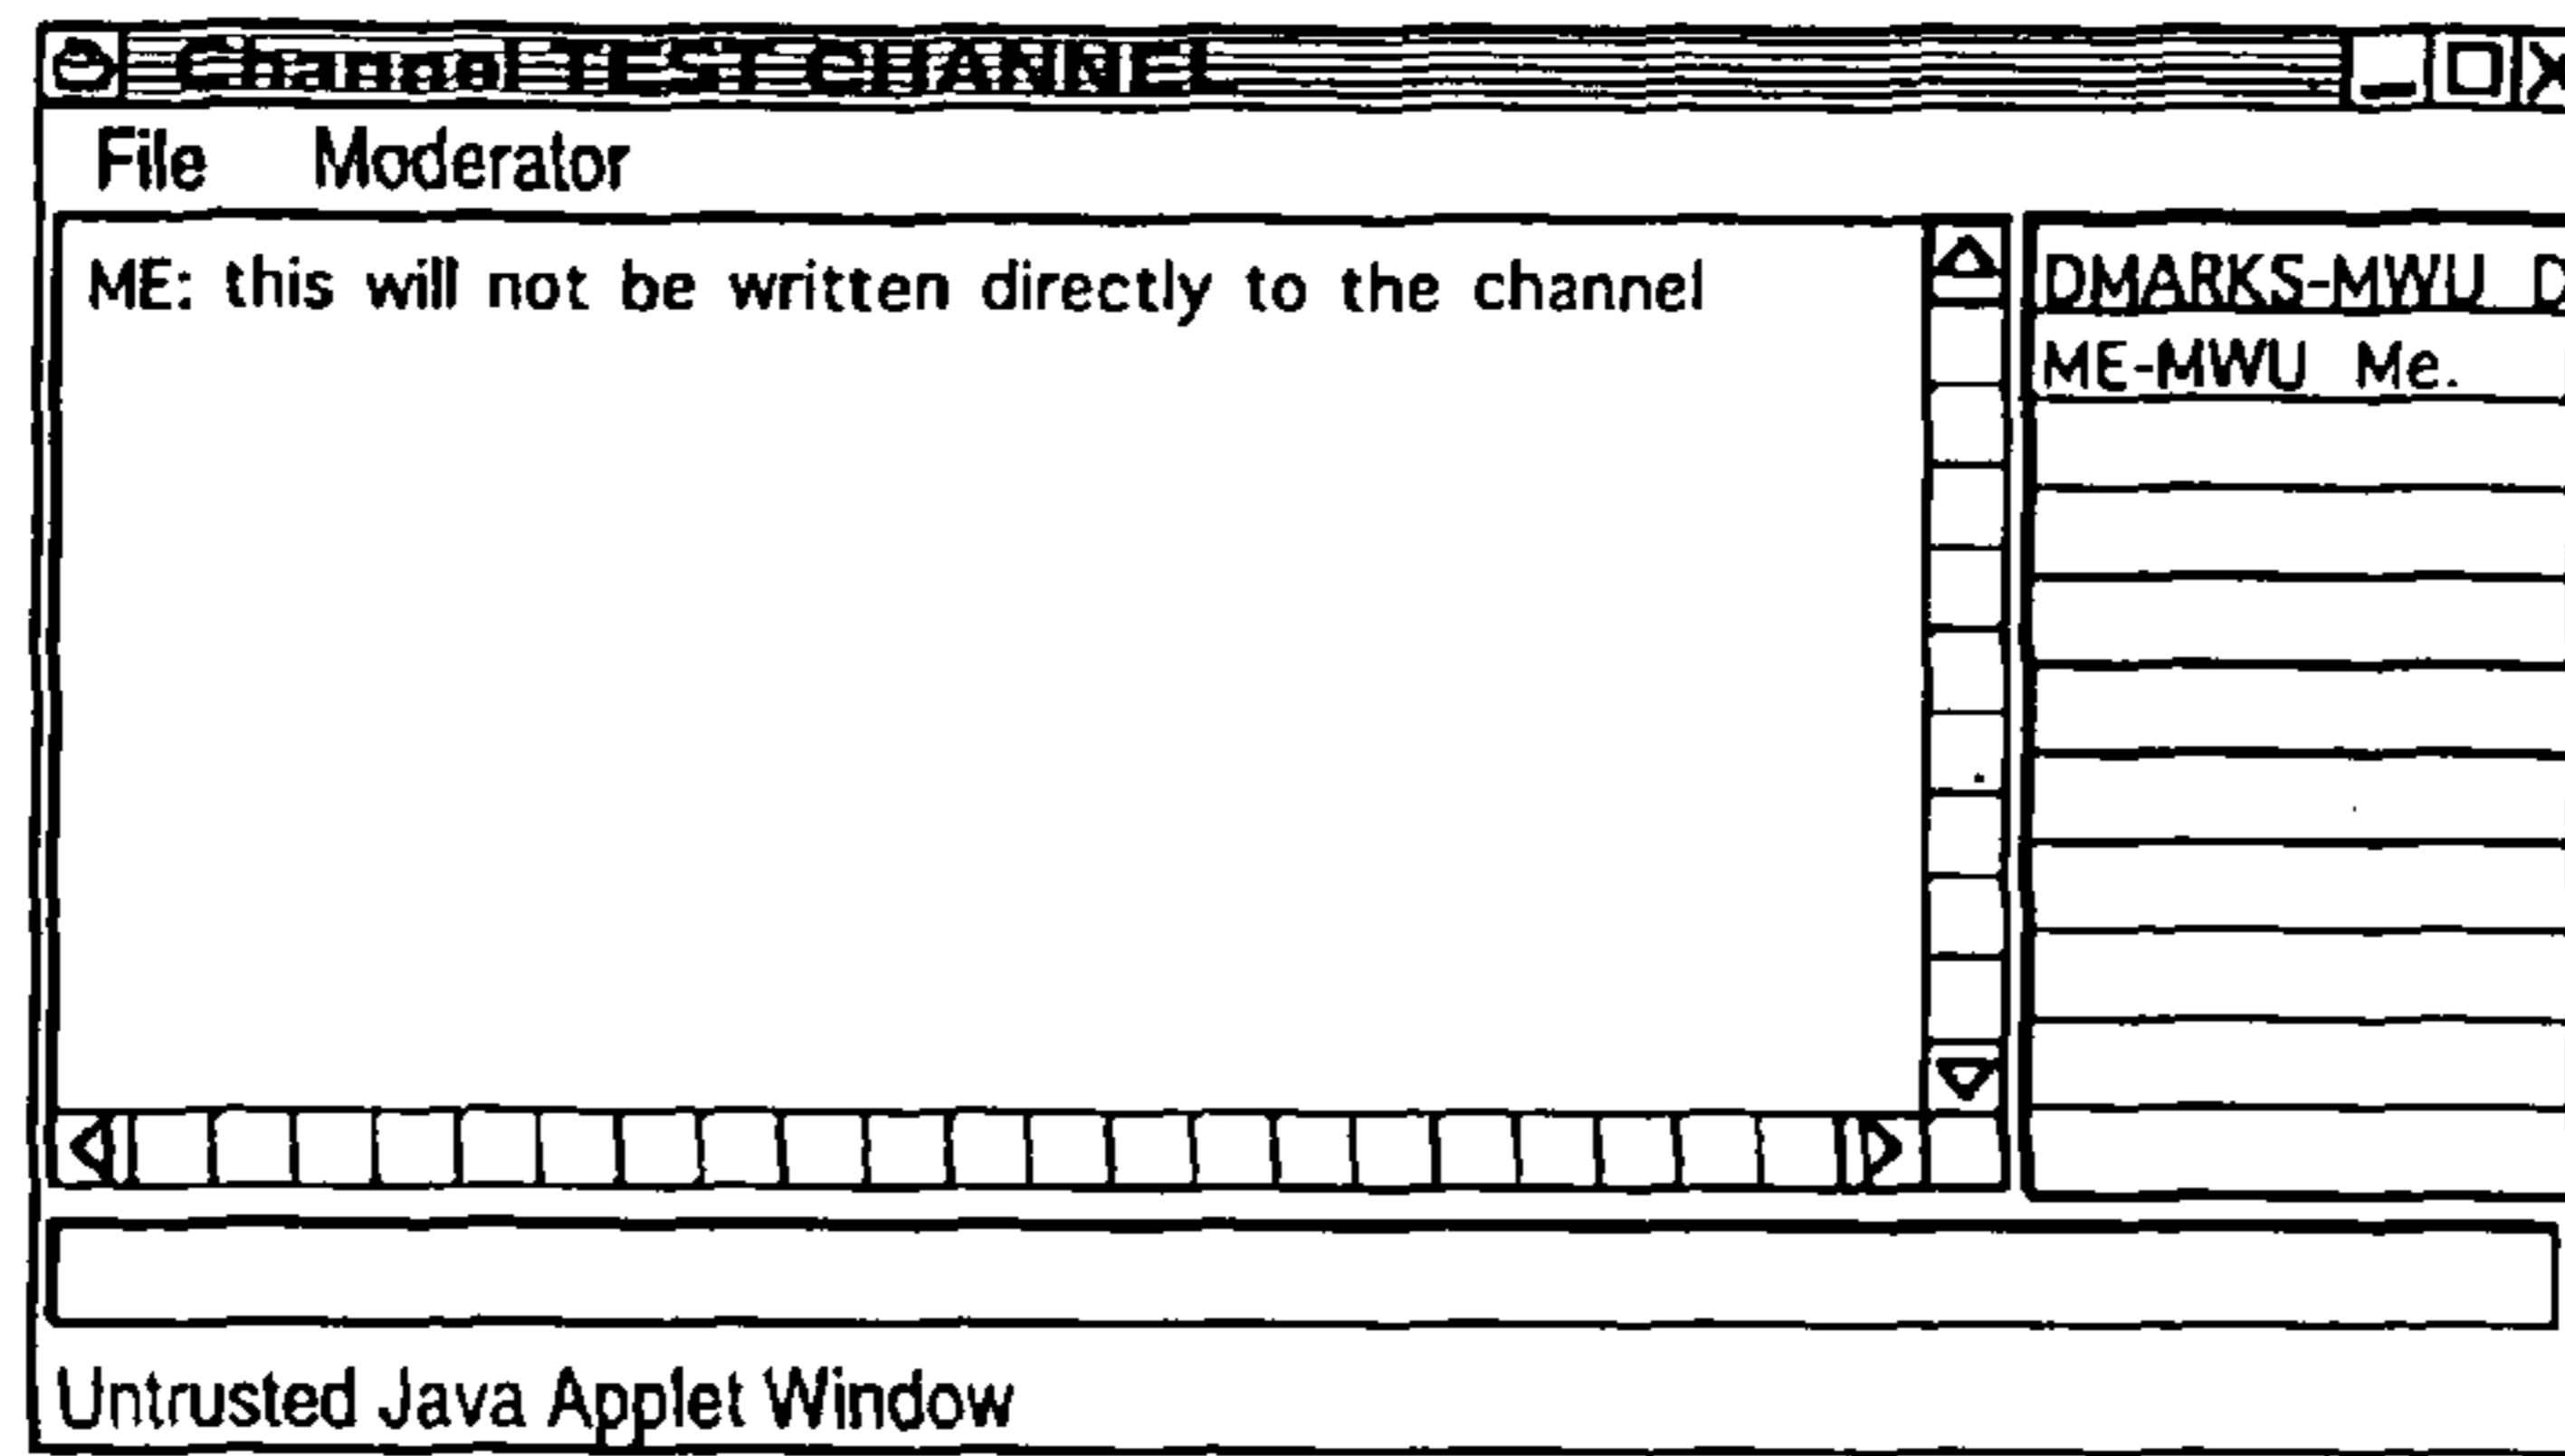 Channel TEST CHANNEL
File Moderator
ME: this will not be written directly to the channel
DMARKS-MWU
ME-MWU Me.
Untrusted Java Applet Window